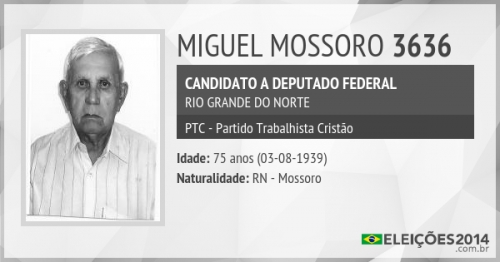 MIGUEL MOSSORO 3636
CANDIDATO A DEPUTADO FEDERAL
RIO GRANDE DO NORTE
PTC - Partido Trabalhista Cristão
Idade: 75 anos (03-08-1939)
Naturalidade: RN - Mossoro
ELEIÇÕES2014
.com.br